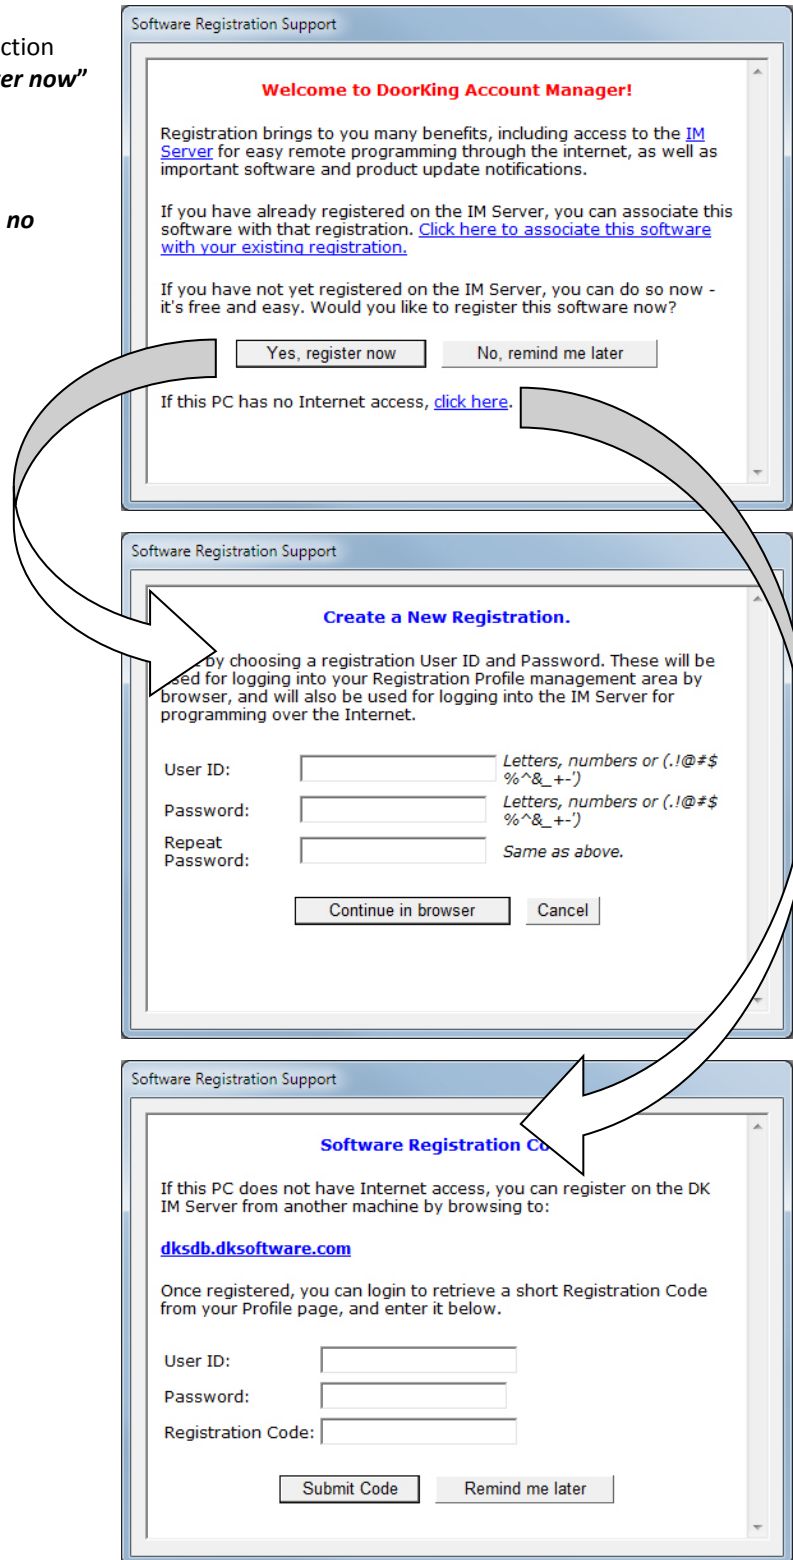 Software Registration Support
ction
er now"
no
Welcome to DoorKing Account Manager!
Registration brings to you many benefits, including access to the IM
Server for easy remote programming through the internet, as well as
important software and product update notifications.
If you have already registered on the IM Server, you can associate this
software with that registration. Click here to associate this software
with your existing registration.
If you have not yet registered on the IM Server, you can do so now -
it's free and easy. Would you like to register this software now?
Yes, register now No, remind me later
If this PC has no Internet access, click here.
Software Registration Support
Create a New Registration.
by choosing a registration User ID and Password. These will be
used for logging into your Registration Profile management area by
browser, and will also be used for logging into the IM Server for
programming over the Internet.
User ID: Letters, numbers or (.!@#$
%^&_+-')
Password: Letters, numbers or (.!@#$
%^&_+-')
Repeat
Password: Same as above.
Continue in browser Cancel
Software Registration Support
Software Registration Co
If this PC does not have Internet access, you can register on the DK
IM Server from another machine by browsing to:
dksdb.dksoftware.com
Once registered, you can login to retrieve a short Registration Code
from your Profile page, and enter it below.
User ID:
Password:
Registration Code:
Submit Code Remind me later